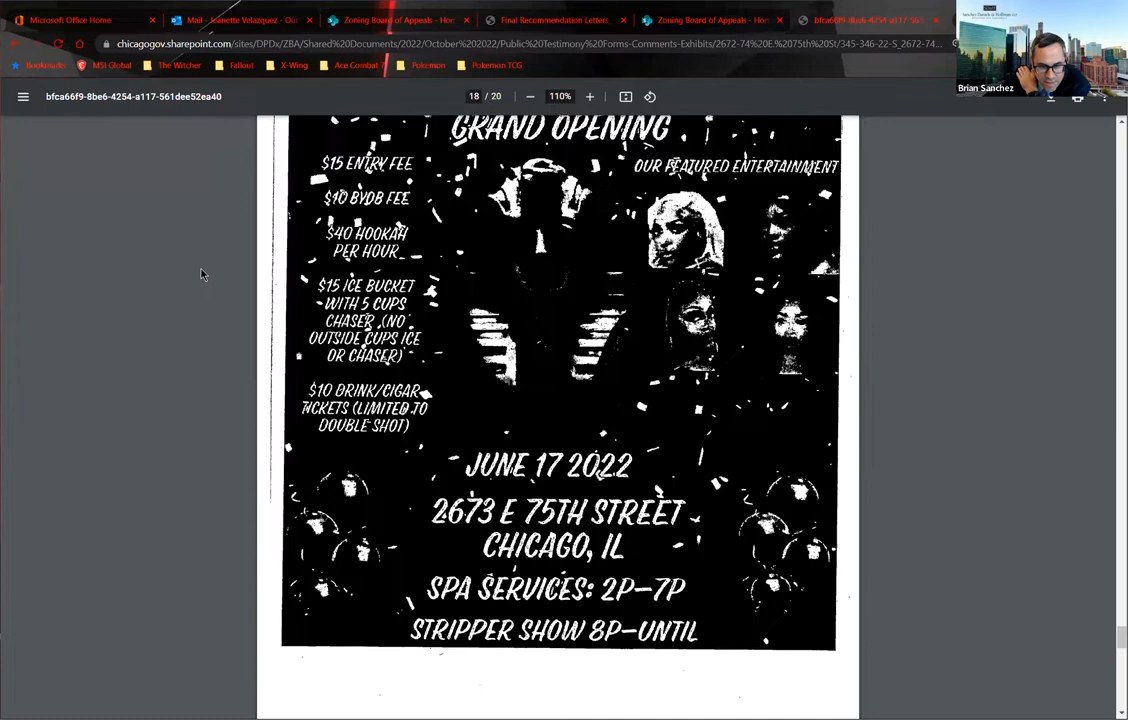 Microsoft Office Home
Mail - Jeanette Velazquez - Ou
Zoning Board of Appeals - Ho
Final Recommendation Letters
Zoning Board of Appeals - Ho
bfca66f9-8be6-4254-a117-56
chicagogov.sharepoint.com/sites/DPDx/ZBA/Shared%20Documents/2022/October%202022/Public%20Testimony%20Forms-Comments-Exhibits/2672-74%20E.%2075th%20St/345-346-22-S_2672-74...
Bookmarks
MSI Global
The Witcher
Fallout
X-Wing
Ace Combat 7
Pokemon
Pokemon TCG
Brian Sanchez
bfca66f9-8be6-4254-a117-561dee52ea40
18 / 20
110%
GRAND OPENING
$15 ENTRY FEE
$40 BYOB FEE
$40 HOOKAH
PER HOUR
$15 ICE BUCKET
WITH 5 CUPS
CHASER (NO
OUTSIDE CUPS ICE
OR CHASER)
$10 DRINK/CIGAR
TICKETS (LIMITED TO
DOUBLE SHOT)
OUR FEATURED ENTERTAINMENT
JUNE 17 2022
2673 E 75TH STREET
CHICAGO, IL
SPA SERVICES: 2P-7P
STRIPPER SHOW 8P-UNTIL